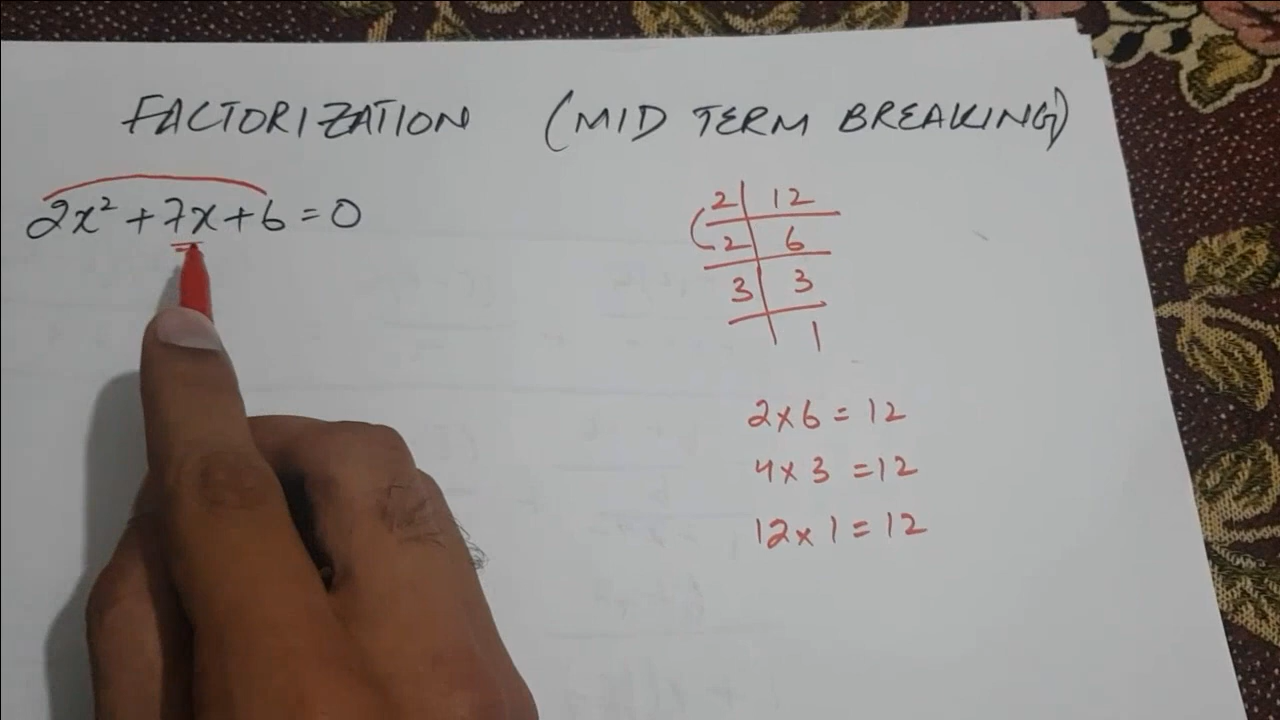 FACTORIZATION (MID TERM BREAKING)
2x² + 7x + 6 = 0
2 | 12
2 | 6
3 | 3
| 1
2 x 6 = 12
4 x 3 = 12
12 x 1 = 12